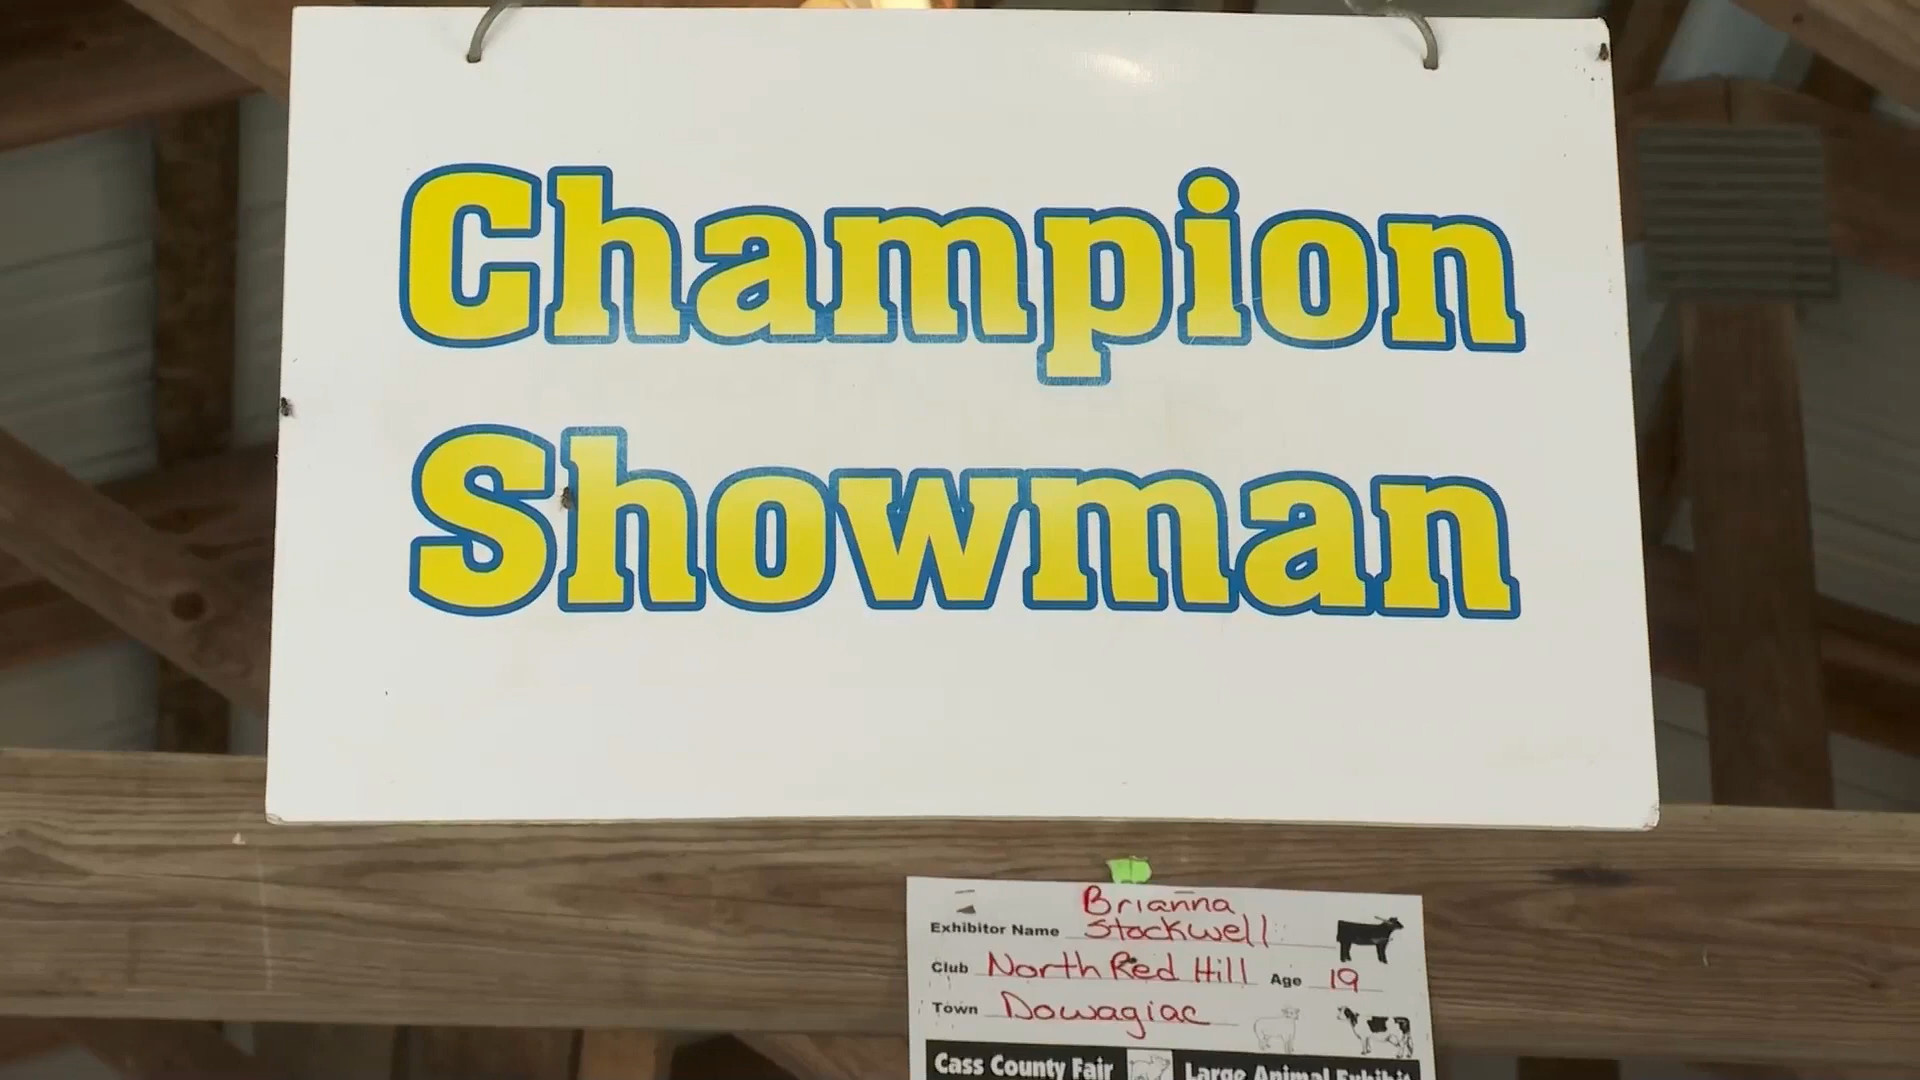 Champion
Showman
Brianna
Exhibitor Name Stockwell
Club North Red Hill Age 19
Town Dowagiac
Cass County Fair Large Animal Exhibit